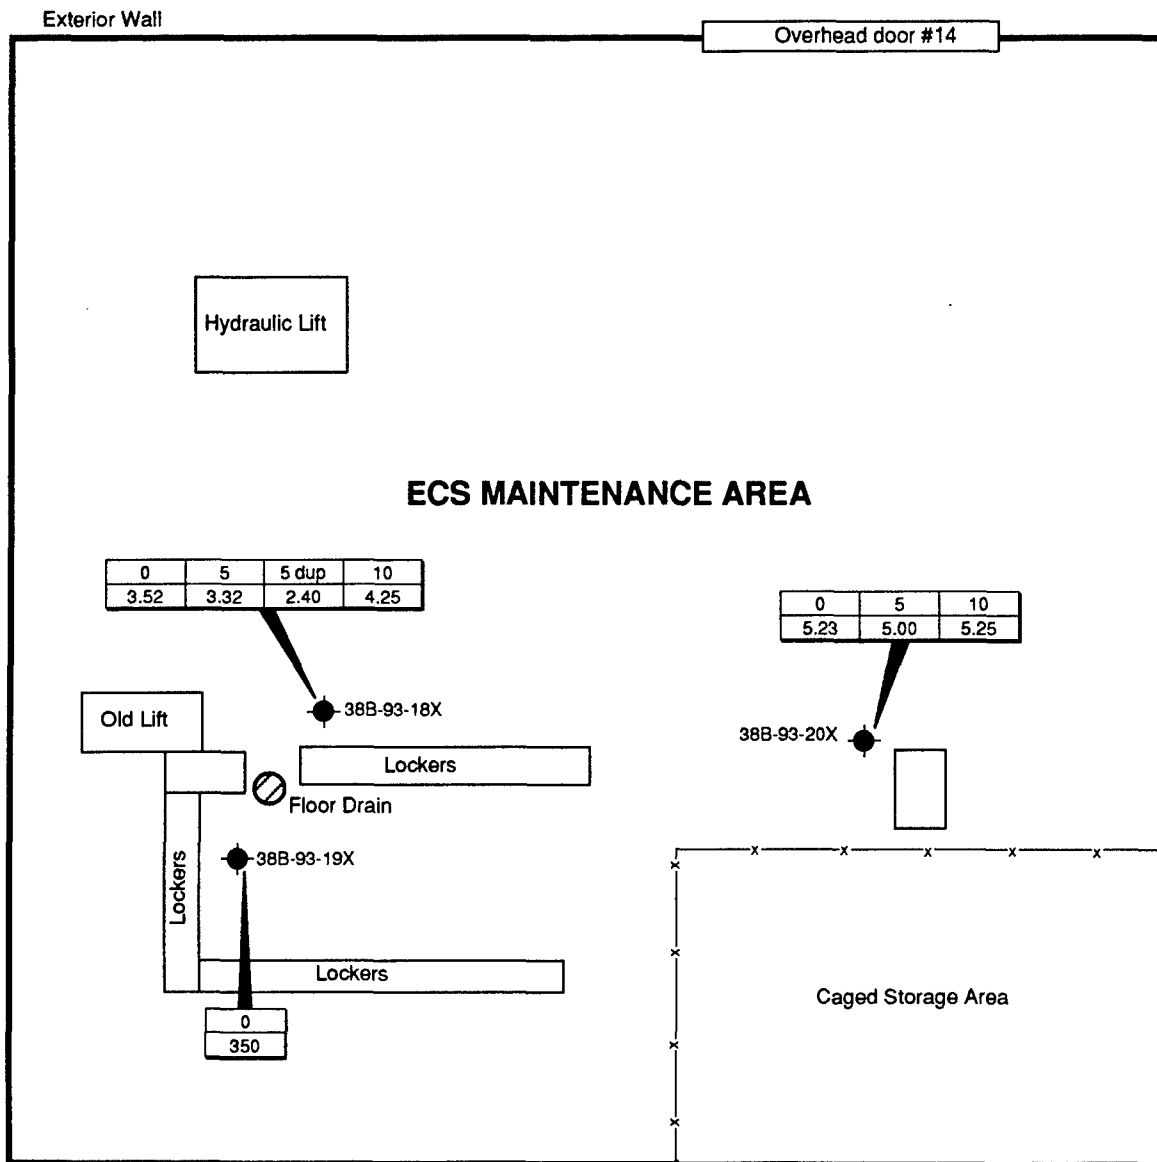 Exterior Wall
Overhead door #14
Hydraulic Lift
ECS MAINTENANCE AREA
0 5 5 dup 10
3.52 3.32 2.40 4.25
0 5 10
5.23 5.00 5.25
Old Lift
38B-93-18X
38B-93-20X
Lockers
Floor Drain
38B-93-19X
Lockers
Lockers
Caged Storage Area
0
350